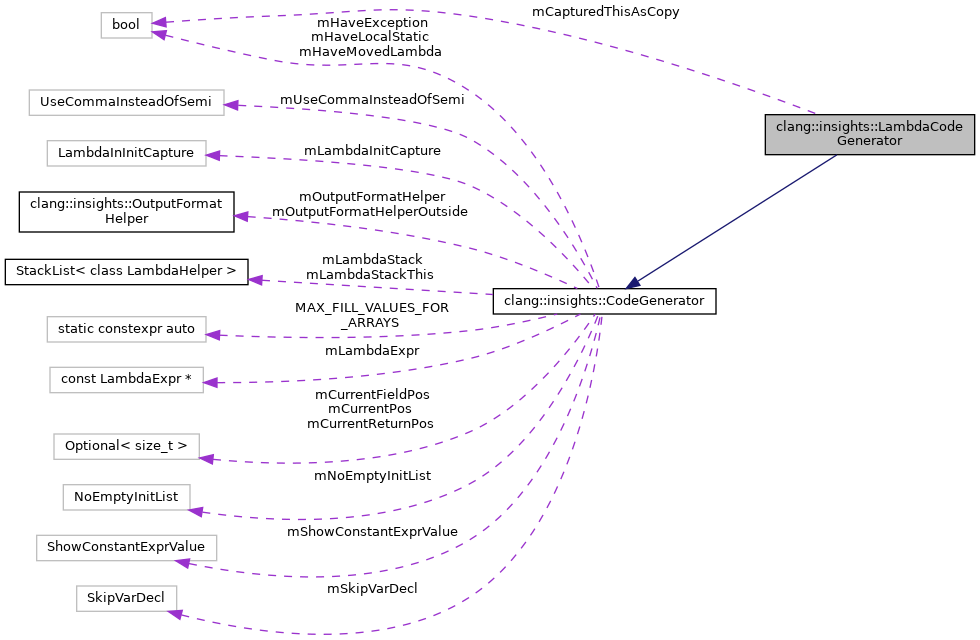 mCapturedThisAsCopy
bool
mHaveException
mHaveLocalStatic
mHaveMovedLambda
UseCommaInsteadOfSemi
mUseCommaInsteadOfSemi
clang::insights::LambdaCode
Generator
LambdaInInitCapture
mLambdaInitCapture
clang::insights::OutputFormat
Helper
mOutputFormatHelper
mOutputFormatHelperOutside
StackList< class LambdaHelper >
mLambdaStack
mLambdaStackThis
clang::insights::CodeGenerator
static constexpr auto
MAX_FILL_VALUES_FOR
_ARRAYS
mLambdaExpr
const LambdaExpr *
mCurrentFieldPos
mCurrentPos
mCurrentReturnPos
Optional< size_t >
mNoEmptyInitList
NoEmptyInitList
mShowConstantExprValue
ShowConstantExprValue
mSkipVarDecl
SkipVarDecl